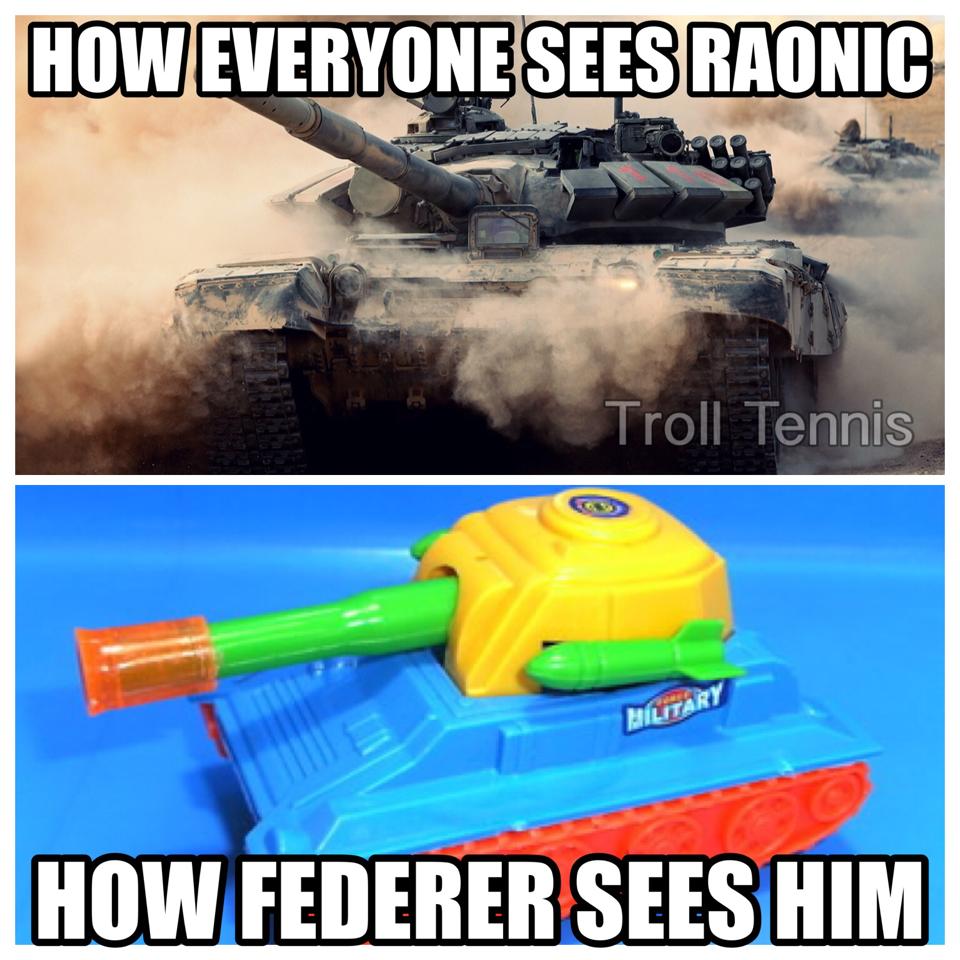 HOW EVERYONE SEES RAONIC
Troll Tennis
MILITARY
HOW FEDERER SEES HIM